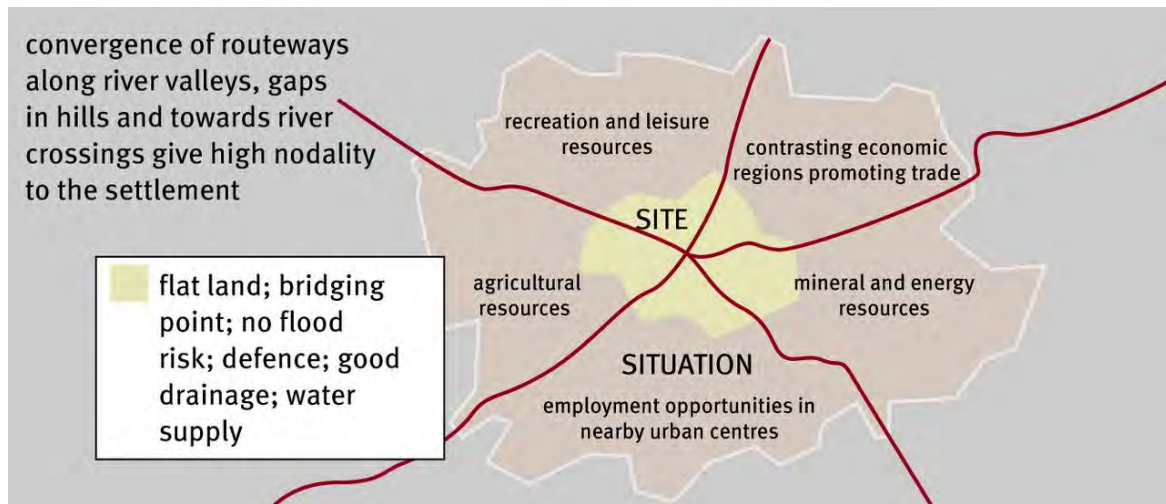 convergence of routeways
along river valleys, gaps
in hills and towards river
crossings give high nodality
to the settlement
recreation and leisure
resources
contrasting economic
regions promoting trade
SITE
agricultural
resources
mineral and energy
resources
SITUATION
employment opportunities in
nearby urban centres
flat land; bridging
point; no flood
risk; defence; good
drainage; water
supply